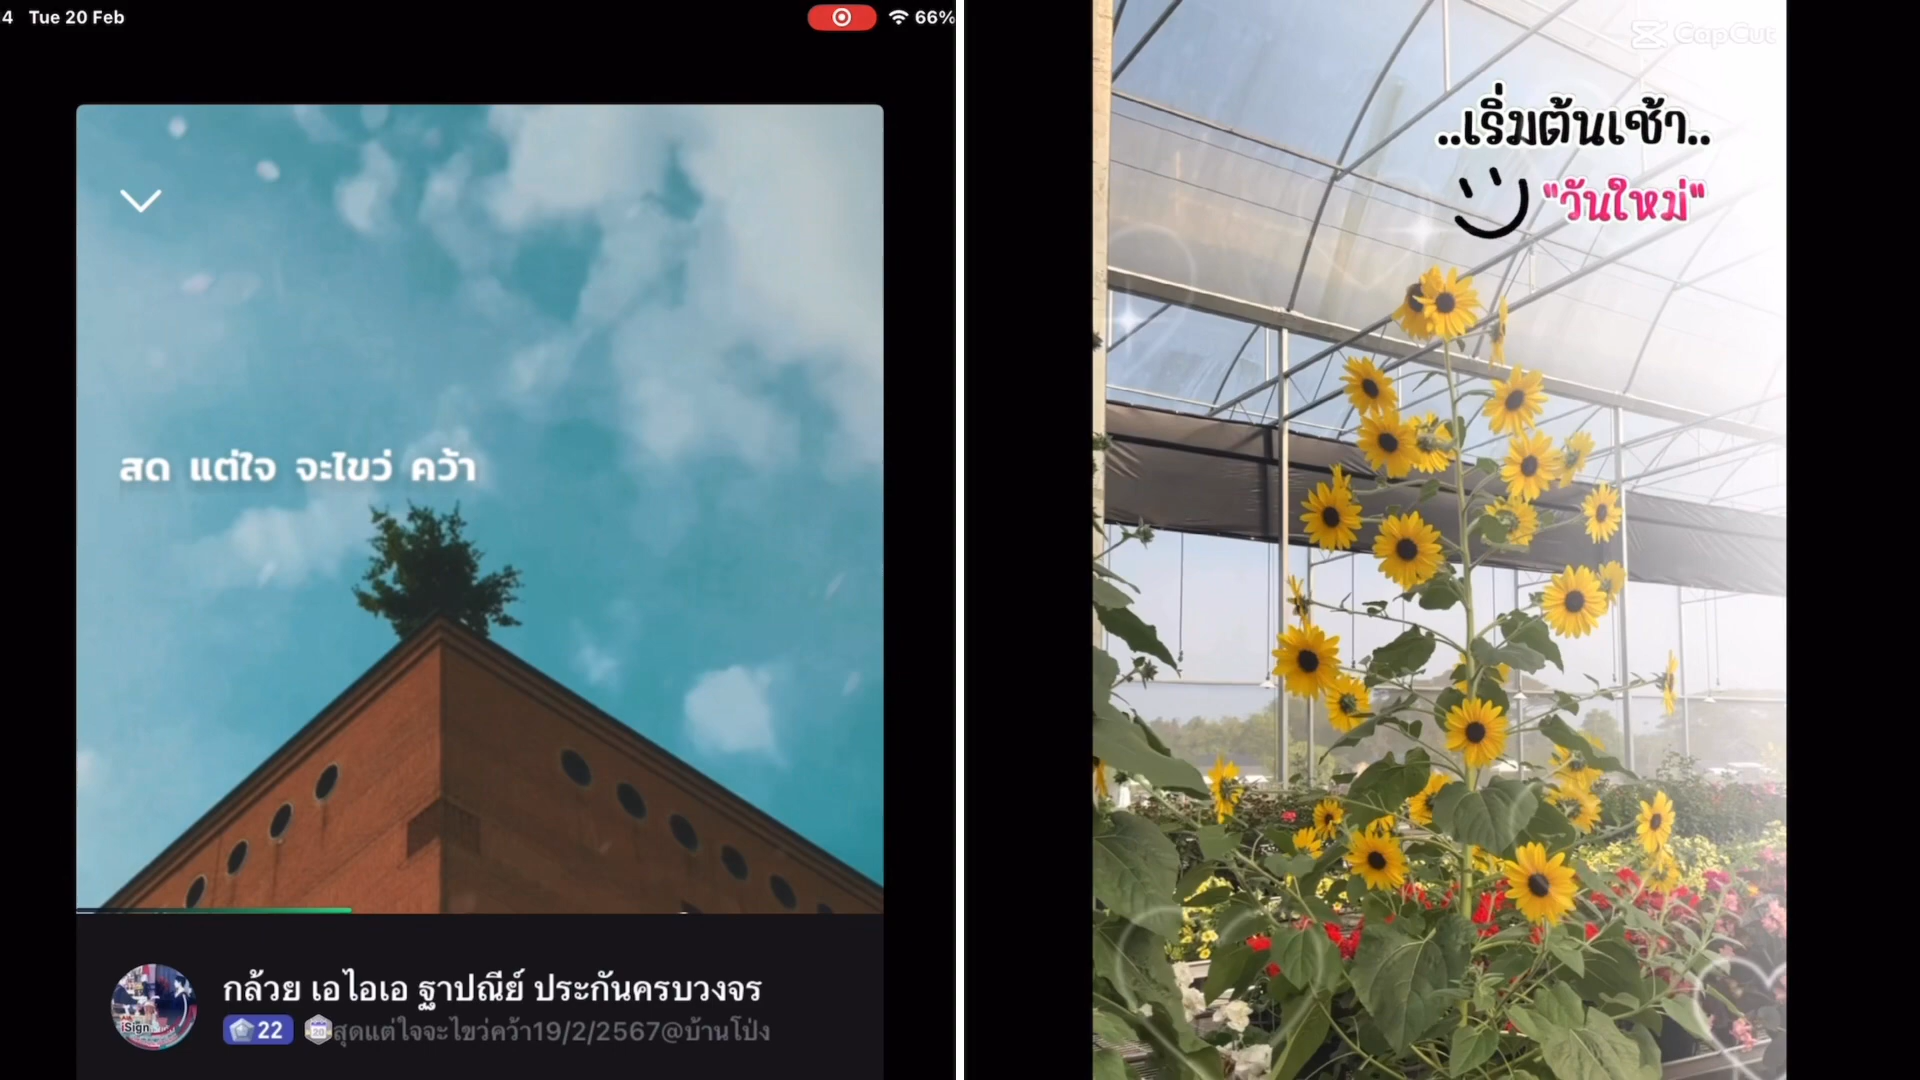 4 Tue 20 Feb
66%
สด แต่ใจ จะไขว่ คว้า
iSign
กล้วย เอไอเอ ฐาปณีย์ ประกันครบวงจร
22
สุดแต่ใจจะไขว่คว้า19/2/2567@บ้านโป่ง
CapCut
..เริ่มต้นเช้า..
"วันใหม่"